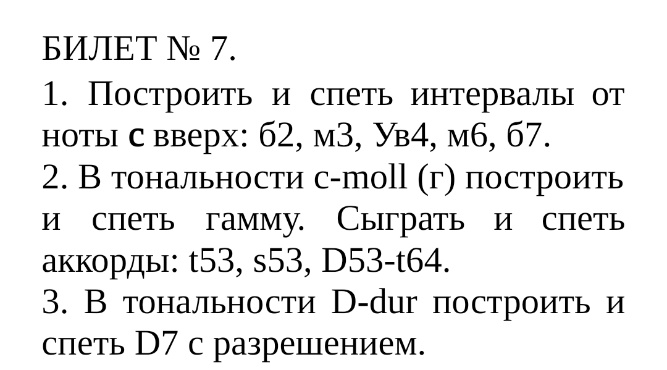 БИЛЕТ № 7.
1. Построить и спеть интервалы от
ноты с вверх: б2, м3, Ув4, м6, б7.
2. В тональности c-moll (г) построить
и спеть гамму. Сыграть и спеть
аккорды: t53, s53, D53-t64.
3. В тональности D-dur построить и
спеть D7 с разрешением.